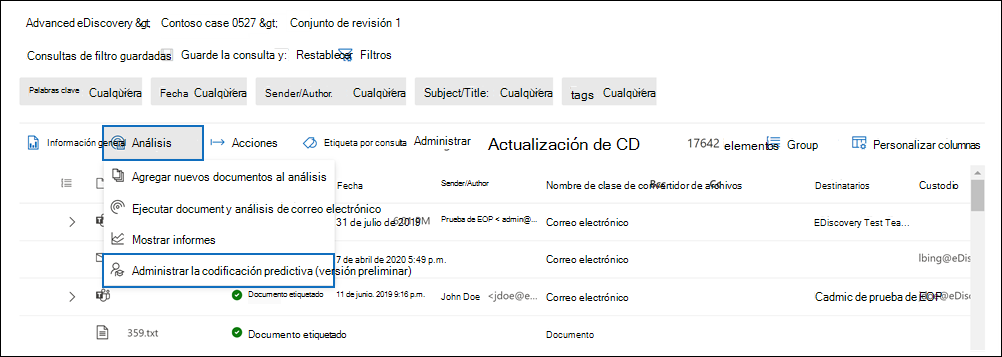 Advanced eDiscovery &gt; Contoso case 0527 &gt; Conjunto de revisión 1
Consultas de filtro guardadas Guarde la consulta y: Restablecer Filtros
Palabras clave Cualquiera Fecha Cualquiera Sender/Author. Cualquiera Subject/Title: Cualquiera tags Cualquiera
Información general Análisis Acciones Etiqueta por consulta Administrar Actualización de CD 17642 elementos Group Personalizar columnas
Agregar nuevos documentos al análisis Fecha Sender/Author Nombre de clase de convertidor de archivos Bcc Cc Destinatarios Custodio
Ejecutar document y análisis de correo electrónico 31 de julio de 2019 6:01 PM Prueba de EOP < admin@... Correo electrónico EDiscovery Test Tea...
Mostrar informes
7 de abril de 2020 5:49 p.m. Correo electrónico lbing@eDis
Administrar la codificación predictiva (versión preliminar)
Documento etiquetado 11 de junio. 2019 9:16 p.m. John Doe <jdoe@e... Correo electrónico Cadmic de prueba de EOP @eDisc
359.txt Documento etiquetado Documento